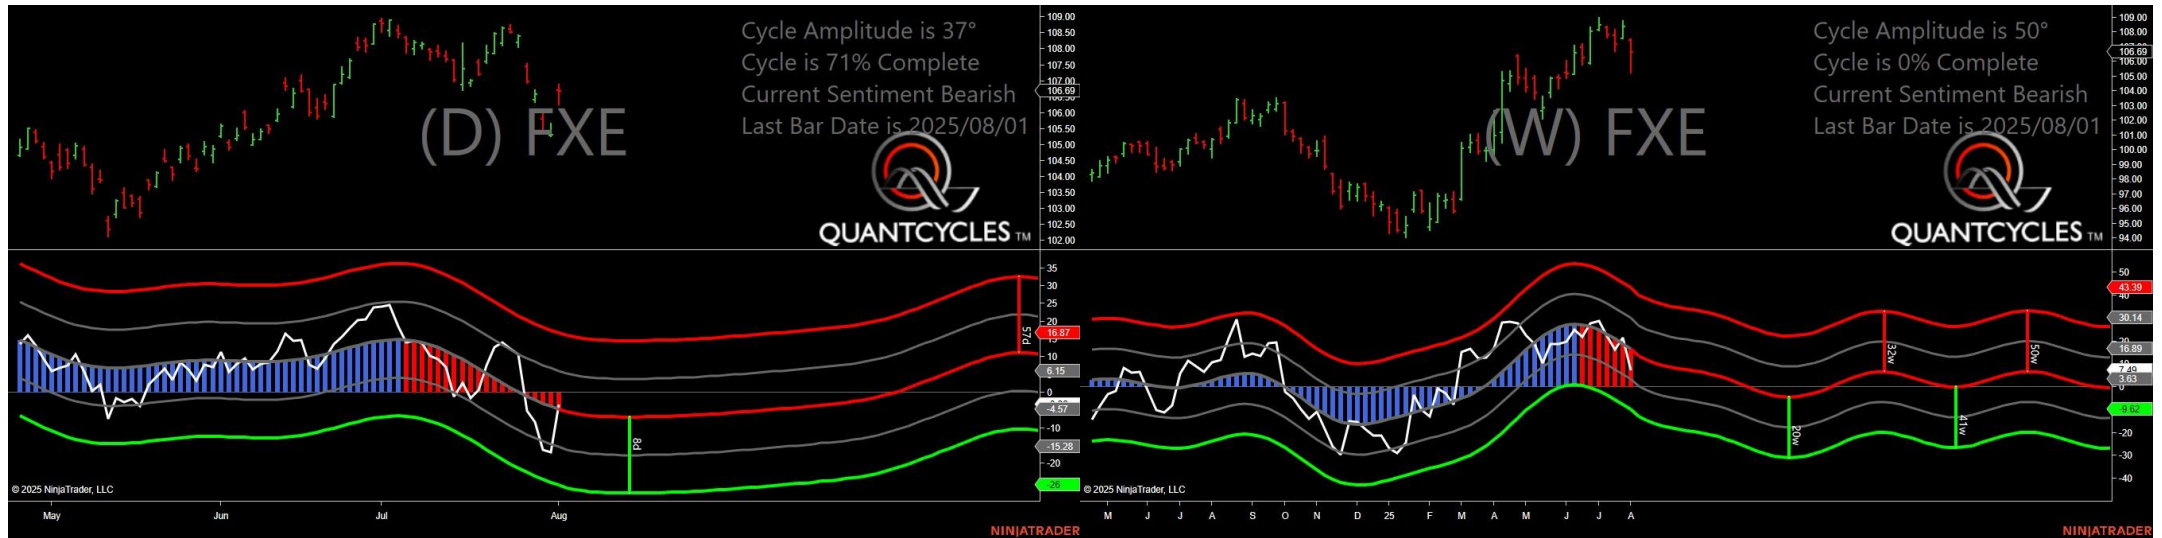 Cycle Amplitude is 37°
Cycle is 71% Complete
Current Sentiment Bearish
Last Bar Date is 2025/08/01
(D) FXE
QUANTCYCLES TM
109.00
108.50
108.00
107.50
107.00
106.69
106.00
105.50
105.00
104.50
104.00
103.50
103.00
102.50
102.00
35
30
25
20
16.87
15
10
6.15
0
-4.57
-10
-15.28
-20
-26
57d
8d
© 2025 NinjaTrader, LLC
May
Jun
Jul
Aug
NINJATRADER
Cycle Amplitude is 50°
Cycle is 0% Complete
Current Sentiment Bearish
Last Bar Date is 2025/08/01
(W) FXE
QUANTCYCLES TM
109.00
108.00
106.69
106.00
105.00
104.00
103.00
102.00
101.00
100.00
99.00
98.00
97.00
96.00
95.00
94.00
50
43.39
40
30.14
16.89
7.49
3.63
-9.62
-20
-30
-40
20w
32w
41w
50w
© 2025 NinjaTrader, LLC
M
J
J
A
S
O
N
D
25
F
M
A
M
J
J
A
NINJATRADER